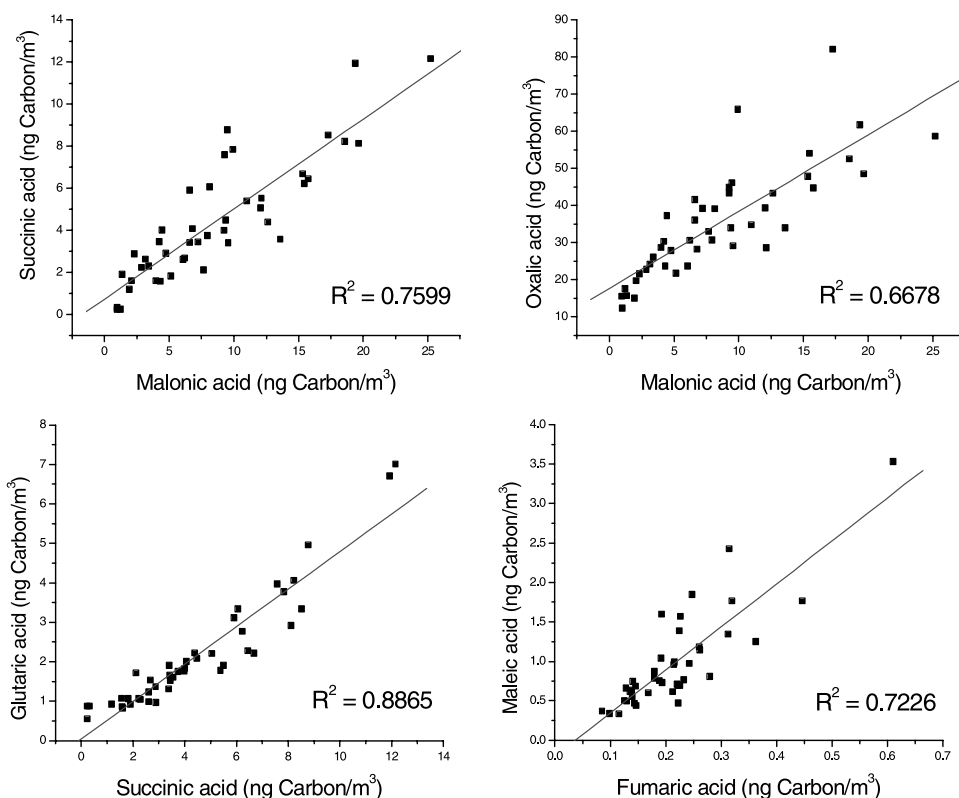 14
12
10
8
6
4
2
0
Succinic acid (ng Carbon/m³)
R² = 0.7599
0 5 10 15 20 25
Malonic acid (ng Carbon/m³)
90
80
70
60
50
40
30
20
10
Oxalic acid (ng Carbon/m³)
R² = 0.6678
0 5 10 15 20 25
Malonic acid (ng Carbon/m³)
8
7
6
5
4
3
2
1
0
Glutaric acid (ng Carbon/m³)
R² = 0.8865
0 2 4 6 8 10 12 14
Succinic acid (ng Carbon/m³)
4.0
3.5
3.0
2.5
2.0
1.5
1.0
0.5
0.0
Maleic acid (ng Carbon/m³)
R² = 0.7226
0.0 0.1 0.2 0.3 0.4 0.5 0.6 0.7
Fumaric acid (ng Carbon/m³)